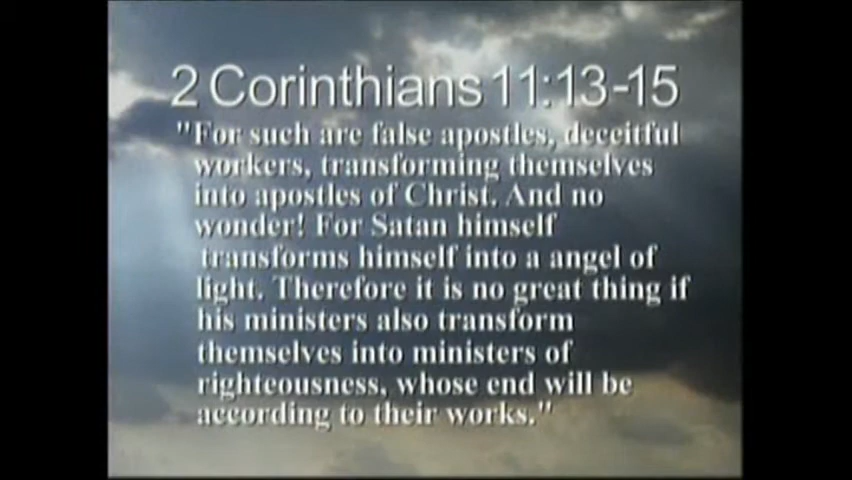 2 Corinthians 11:13-15
"For such are false apostles, deceitful
workers, transforming themselves
into apostles of Christ. And no
wonder! For Satan himself
transforms himself into a angel of
light. Therefore it is no great thing if
his ministers also transform
themselves into ministers of
righteousness, whose end will be
according to their works."